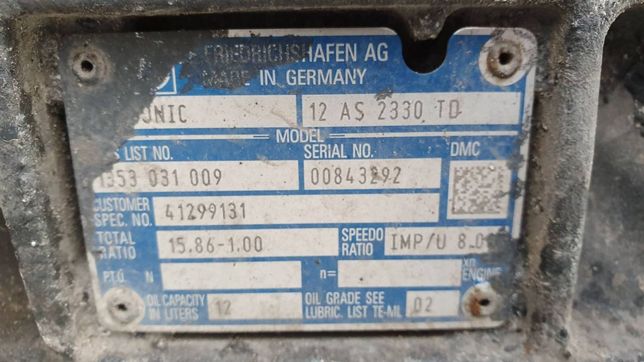 FRIEDRICHSHAFEN AG
MADE IN GERMANY
12 AS 2330 TD
MODEL
LIST NO. SERIAL NO. DMC
1353 031 009 00843292
CUSTOMER SPEC. NO. 41299131
TOTAL RATIO 15.86-1.00 SPEEDO RATIO IMP/U 8.0
P.T.O. N n= xn ENGINE
OIL CAPACITY IN LITERS 12 OIL GRADE SEE LUBRIC. LIST TE-ML 02